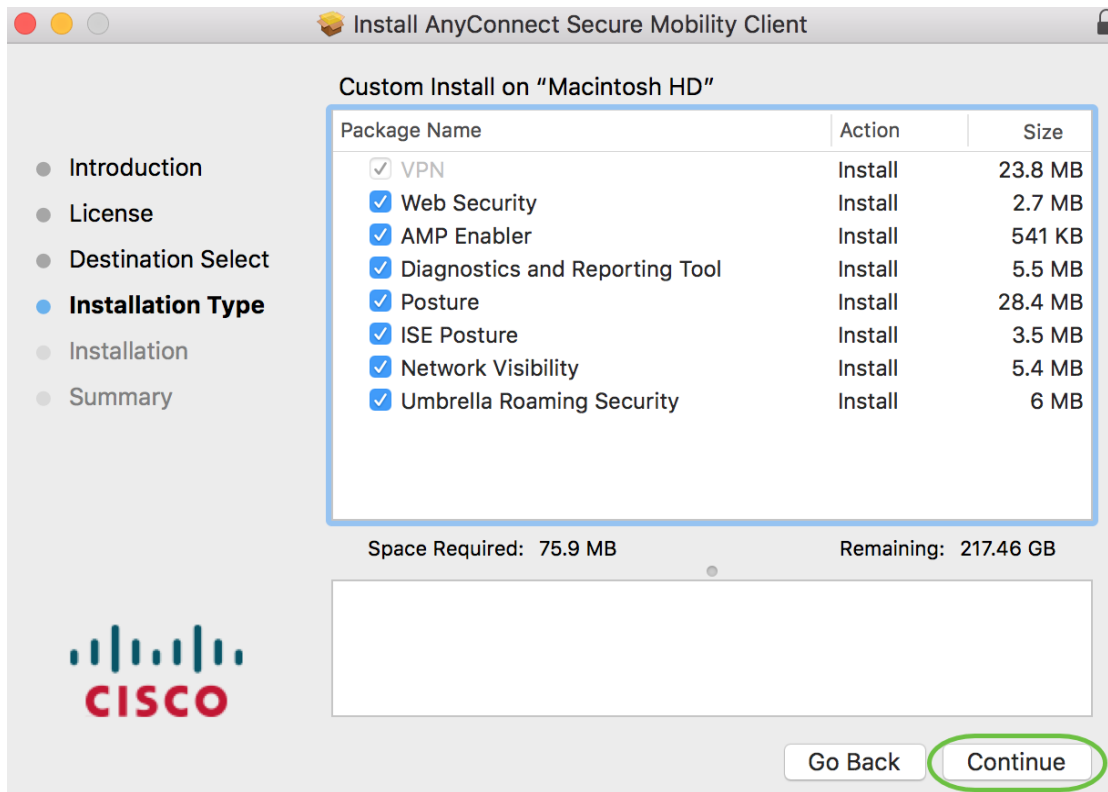 Install AnyConnect Secure Mobility Client
Custom Install on “Macintosh HD”
Package Name Action Size
VPN Install 23.8 MB
Web Security Install 2.7 MB
AMP Enabler Install 541 KB
Diagnostics and Reporting Tool Install 5.5 MB
Posture Install 28.4 MB
ISE Posture Install 3.5 MB
Network Visibility Install 5.4 MB
Umbrella Roaming Security Install 6 MB
Introduction
License
Destination Select
Installation Type
Installation
Summary
Space Required: 75.9 MB Remaining: 217.46 GB
CISCO
Go Back Continue